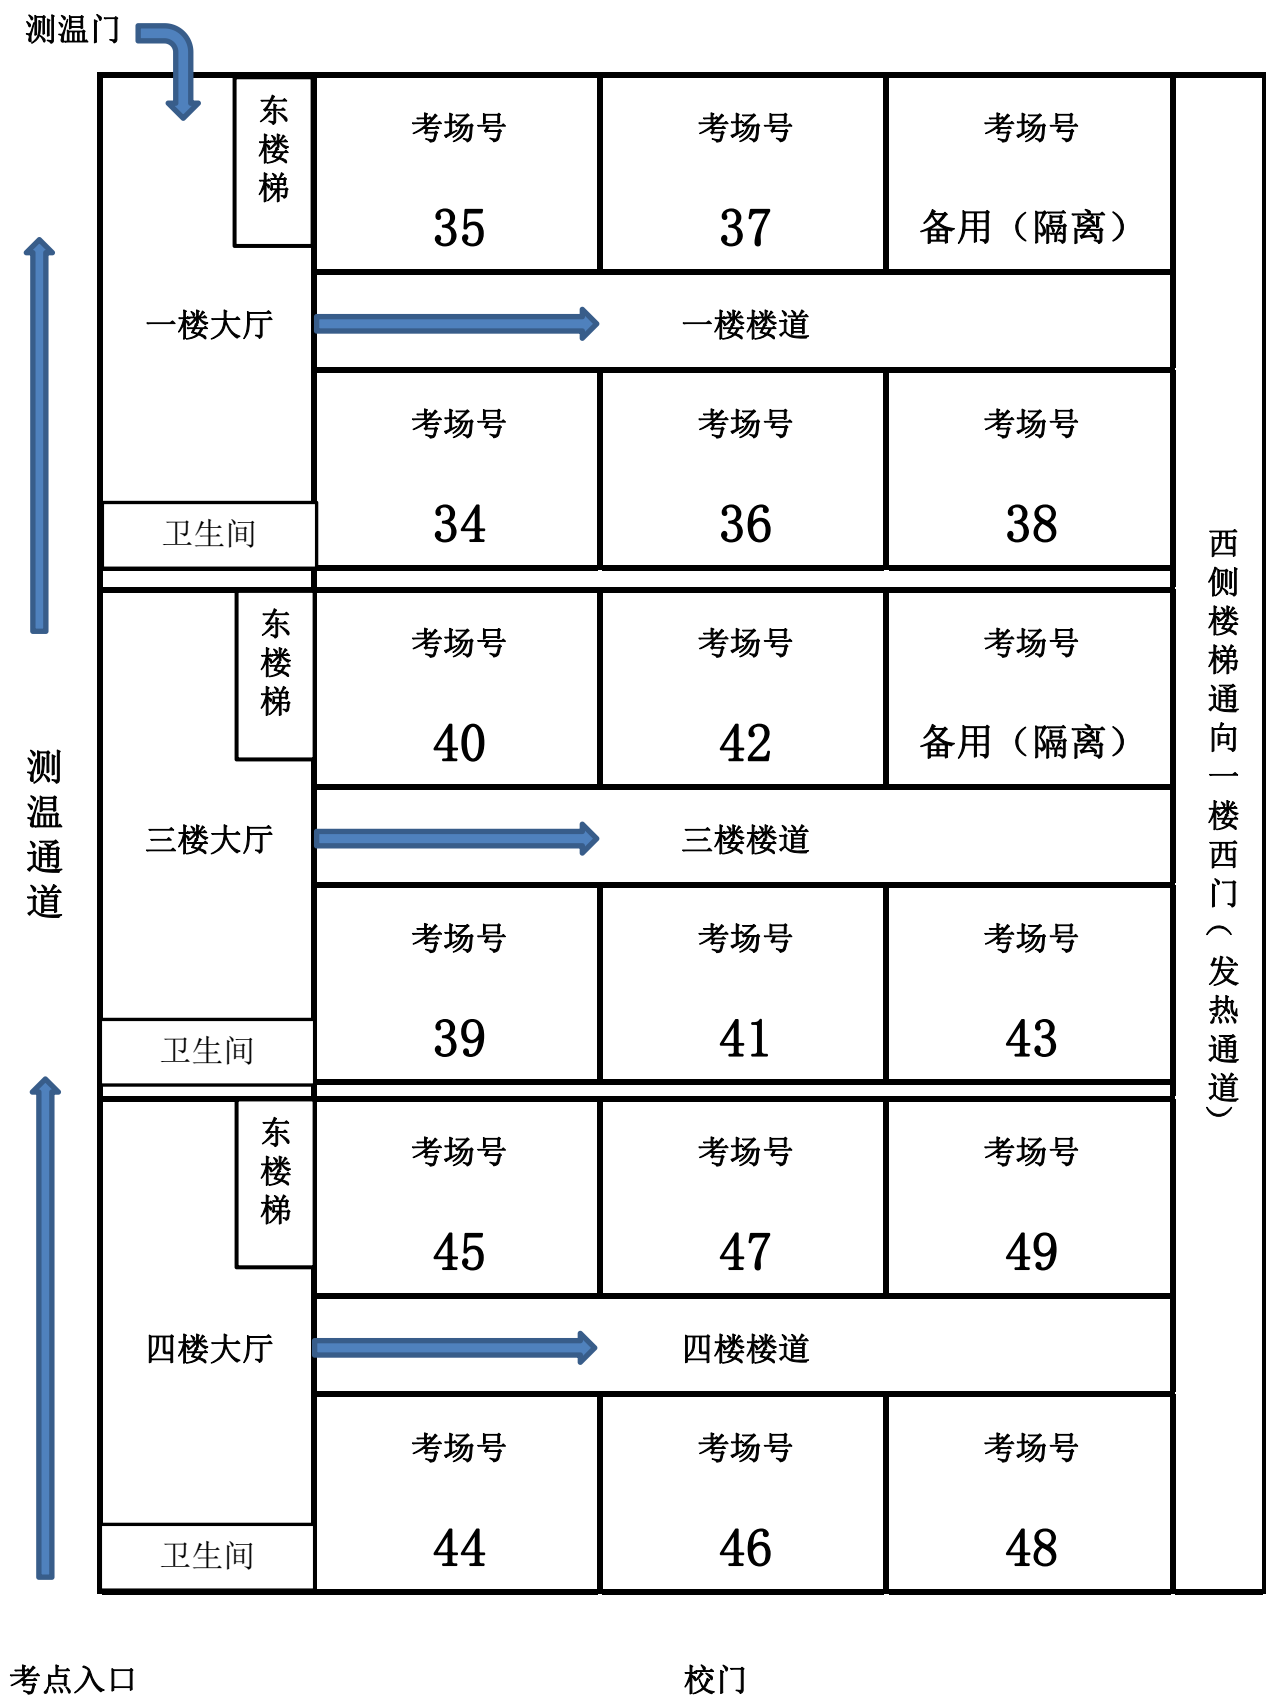 测温门
东楼梯
考场号
35
考场号
37
考场号
备用（隔离）
一楼大厅
一楼楼道
考场号
34
考场号
36
考场号
38
卫生间
东楼梯
考场号
40
考场号
42
考场号
备用（隔离）
三楼大厅
三楼楼道
考场号
39
考场号
41
考场号
43
卫生间
东楼梯
考场号
45
考场号
47
考场号
49
四楼大厅
四楼楼道
考场号
44
考场号
46
考场号
48
卫生间
测温通道
西侧楼梯通向一楼西门（发热通道）
考点入口
校门